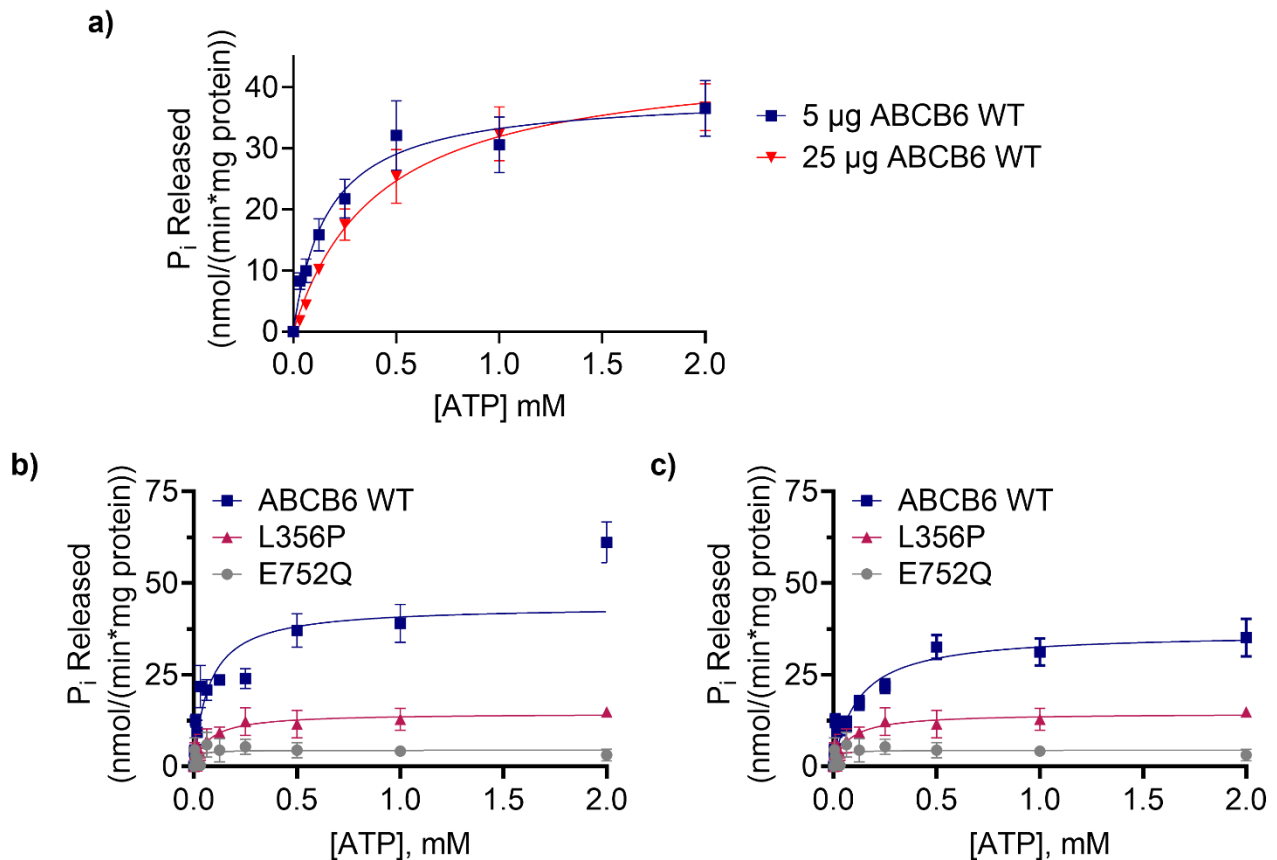 a)
Pi Released
(nmol/(min*mg protein))
40
30
20
10
0
0.0
0.5
1.0
1.5
2.0
[ATP] mM
5 µg ABCB6 WT
25 µg ABCB6 WT
b)
Pi Released
(nmol/(min*mg protein))
75
50
25
0
0.0
0.5
1.0
1.5
2.0
[ATP], mM
ABCB6 WT
L356P
E752Q
c)
Pi Released
(nmol/(min*mg protein))
75
50
25
0
0.0
0.5
1.0
1.5
2.0
[ATP], mM
ABCB6 WT
L356P
E752Q